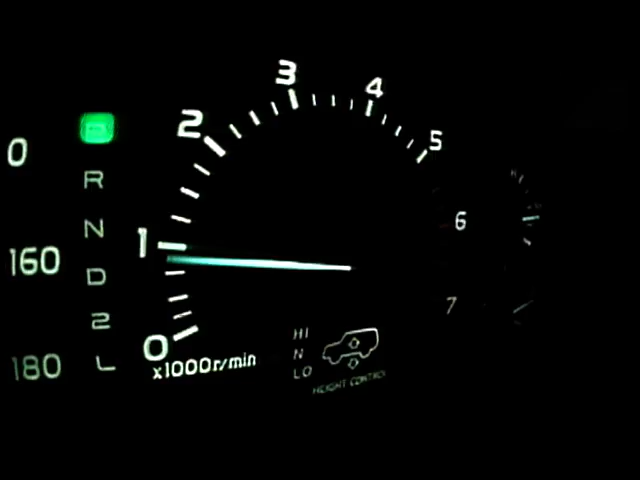 3
4
2
5
0
R
6
N
1
160
D
7
2
HI
N
LO
0
180
L
x1000r/min
HEIGHT CONTROL